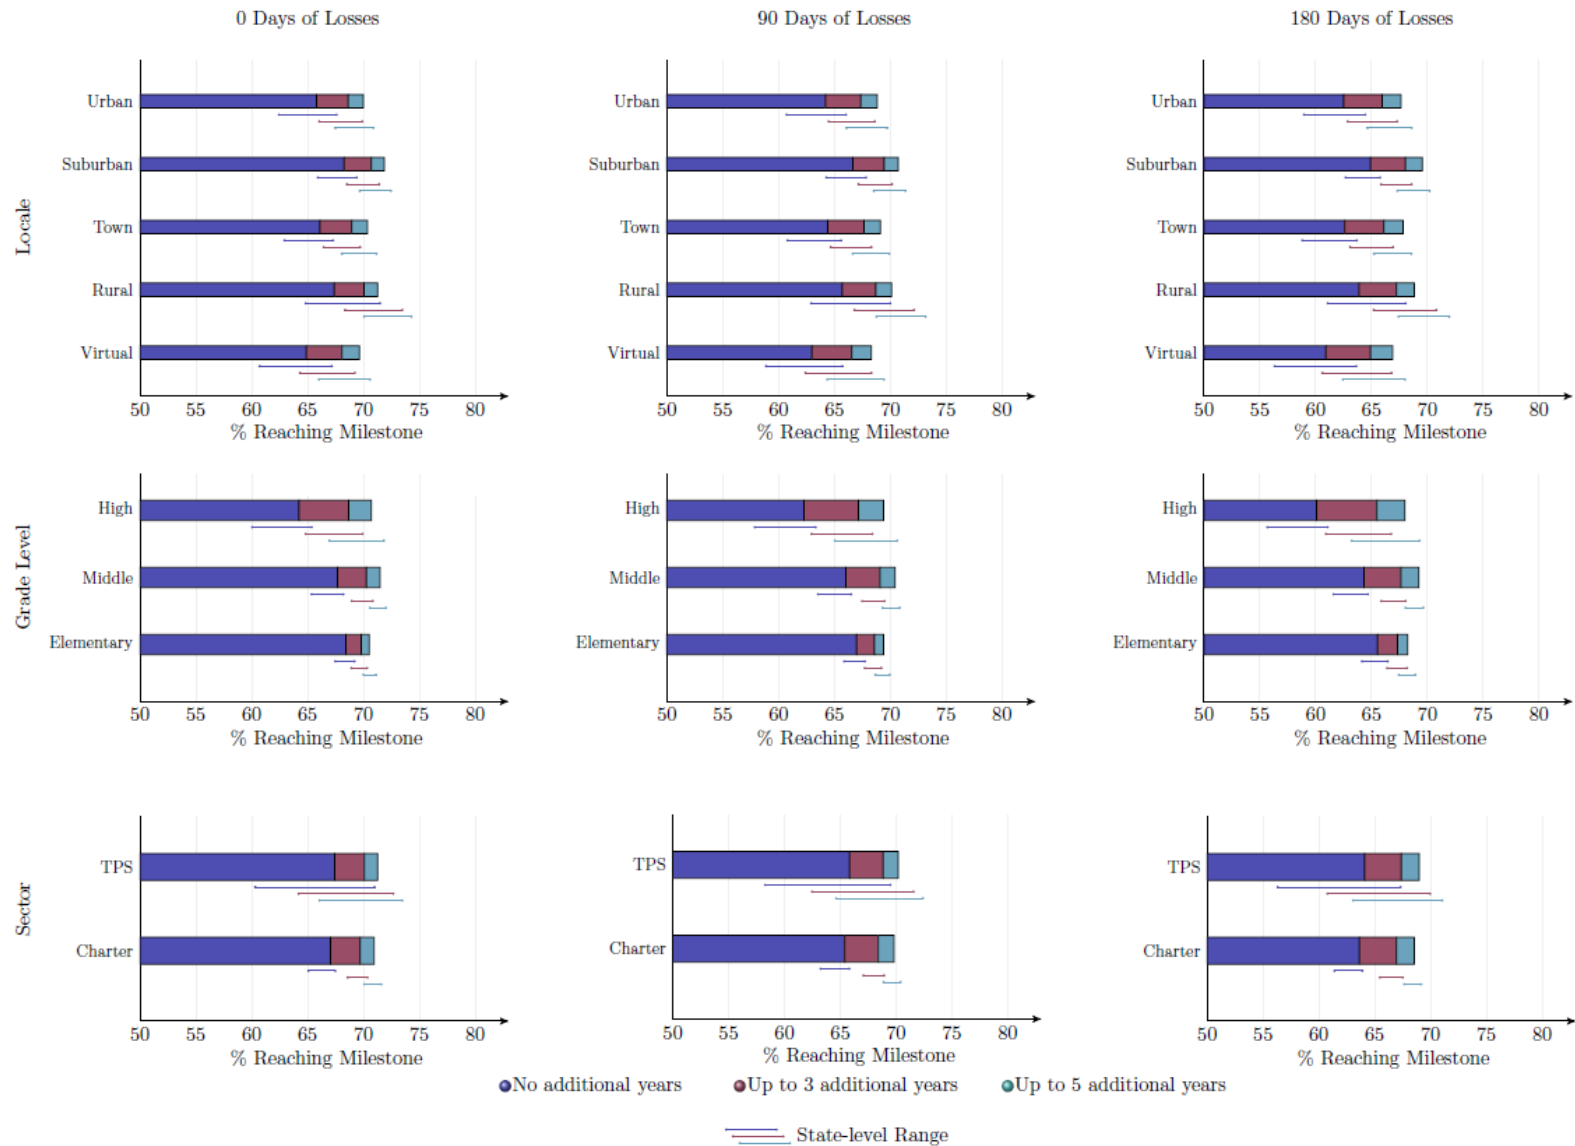 0 Days of Losses
90 Days of Losses
180 Days of Losses
Locale
Urban
Suburban
Town
Rural
Virtual
50 55 60 65 70 75 80
% Reaching Milestone
Urban
Suburban
Town
Rural
Virtual
50 55 60 65 70 75 80
% Reaching Milestone
Urban
Suburban
Town
Rural
Virtual
50 55 60 65 70 75 80
% Reaching Milestone
Grade Level
High
Middle
Elementary
50 55 60 65 70 75 80
% Reaching Milestone
High
Middle
Elementary
50 55 60 65 70 75 80
% Reaching Milestone
High
Middle
Elementary
50 55 60 65 70 75 80
% Reaching Milestone
Sector
TPS
Charter
50 55 60 65 70 75 80
% Reaching Milestone
TPS
Charter
50 55 60 65 70 75 80
% Reaching Milestone
TPS
Charter
50 55 60 65 70 75 80
% Reaching Milestone
No additional years
Up to 3 additional years
Up to 5 additional years
State-level Range